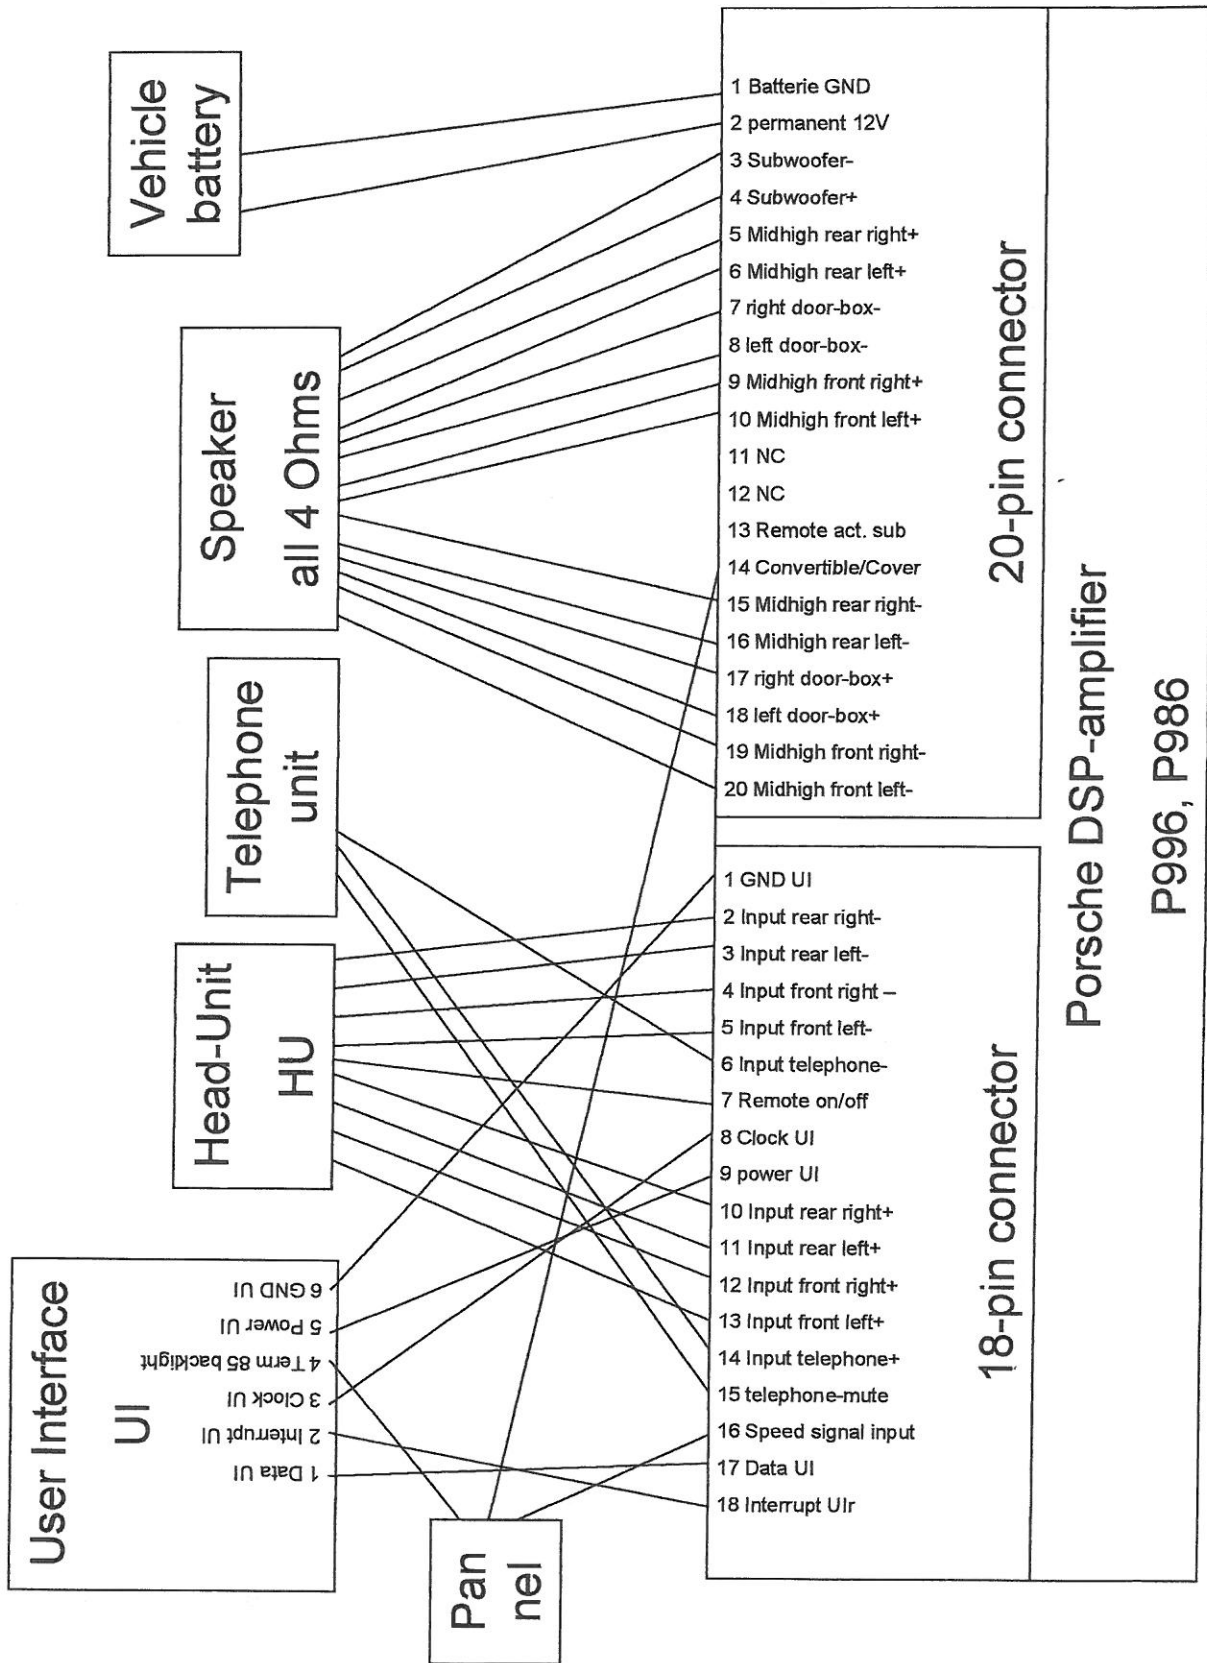 Vehicle
battery
Speaker
all 4 Ohms
Telephone
unit
Head-Unit
HU
User Interface
UI
6 GND UI
5 Power UI
4 Term 85 backlight
3 Clock UI
2 Interrupt UI
1 Data UI
Pan
nel
1 Batterie GND
2 permanent 12V
3 Subwoofer-
4 Subwoofer+
5 Midhigh rear right+
6 Midhigh rear left+
7 right door-box-
8 left door-box-
9 Midhigh front right+
10 Midhigh front left+
11 NC
12 NC
13 Remote act. sub
14 Convertible/Cover
15 Midhigh rear right-
16 Midhigh rear left-
17 right door-box+
18 left door-box+
19 Midhigh front right-
20 Midhigh front left-
20-pin connector
1 GND UI
2 Input rear right-
3 Input rear left-
4 Input front right –
5 Input front left-
6 Input telephone-
7 Remote on/off
8 Clock UI
9 power UI
10 Input rear right+
11 Input rear left+
12 Input front right+
13 Input front left+
14 Input telephone+
15 telephone-mute
16 Speed signal input
17 Data UI
18 Interrupt UIr
18-pin connector
Porsche DSP-amplifier
P996, P986